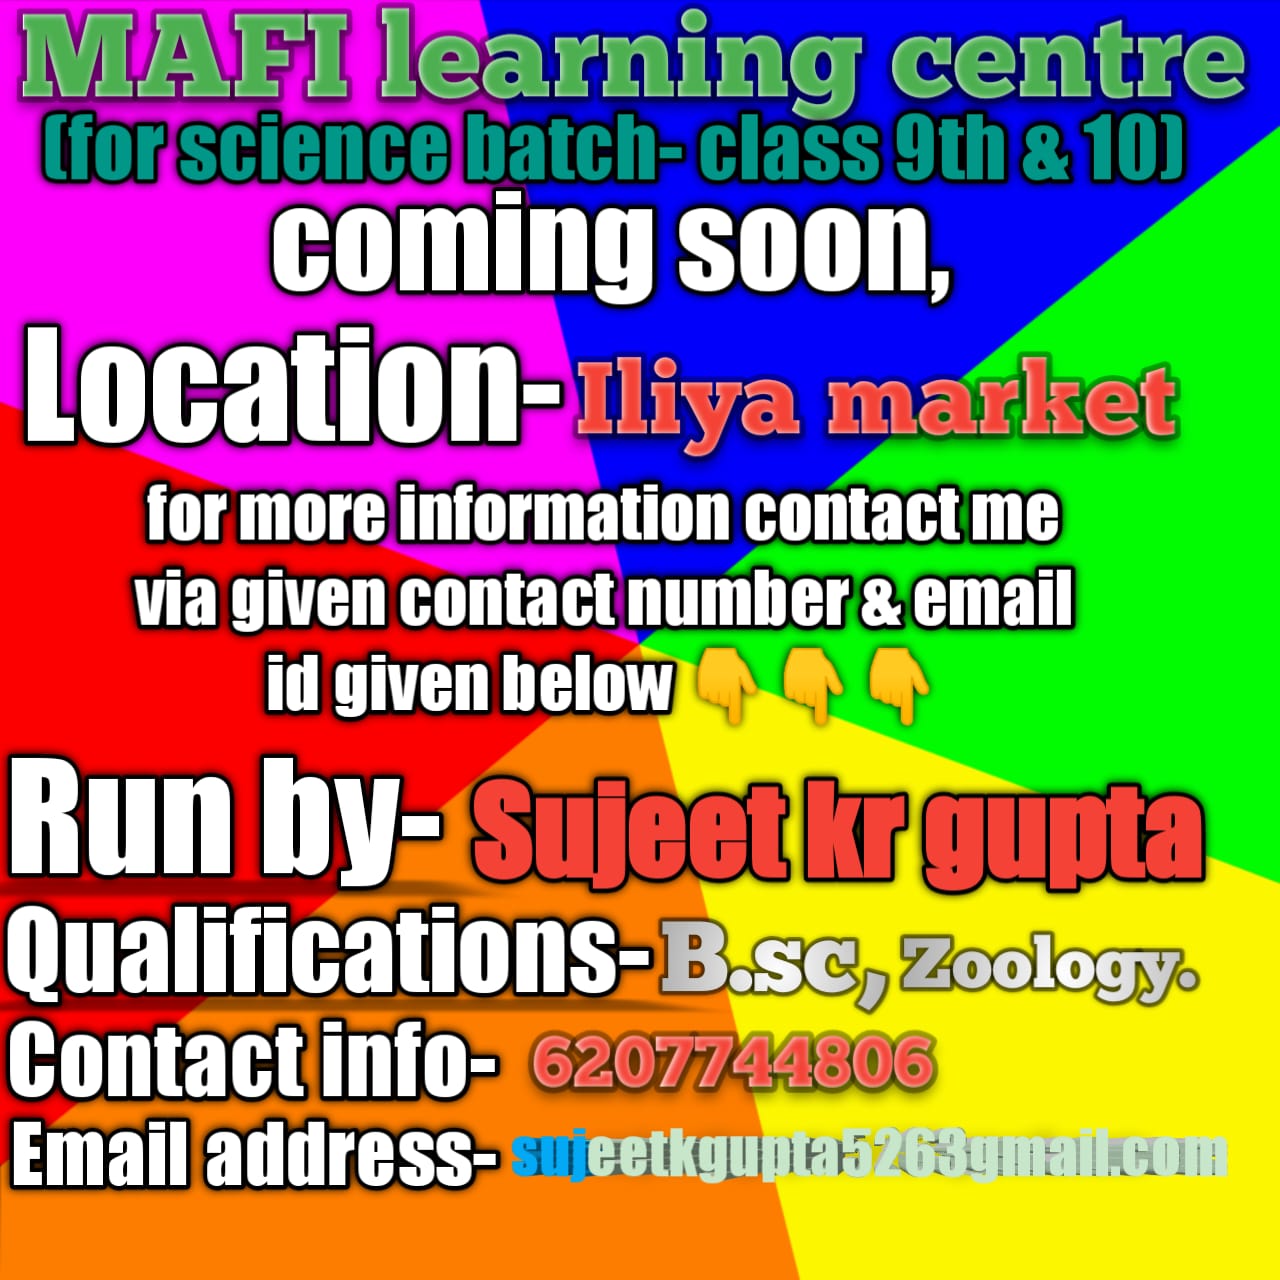 MAFI learning centre
(for science batch- class 9th & 10)
coming soon,
Location- Iliya market
for more information contact me
via given contact number & email
id given below 👇👇👇
Run by- Sujeet kr gupta
Qualifications- B.sc, Zoology.
Contact info- 6207744806
Email address- sujeetkgupta5263gmail.com